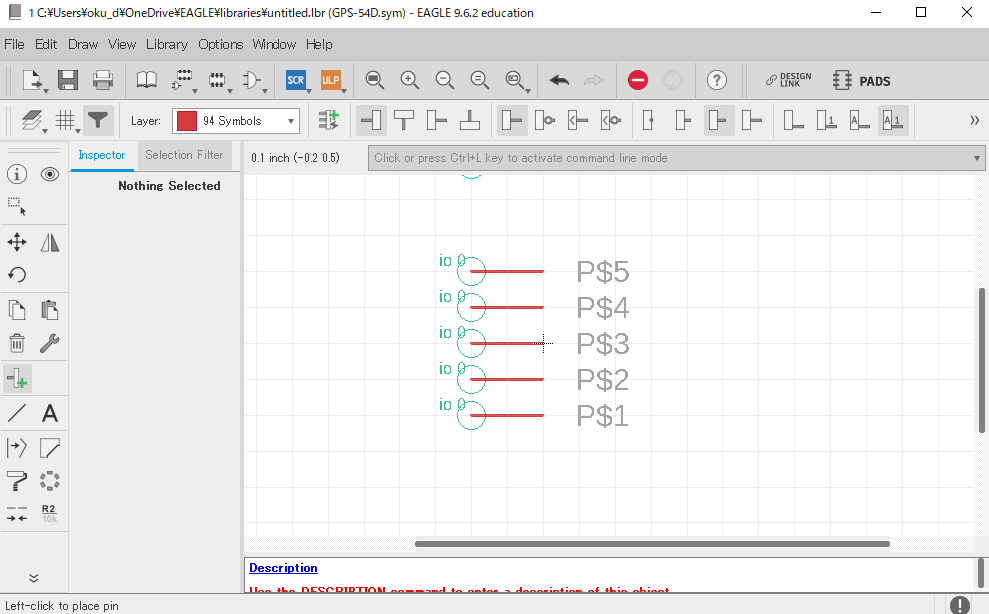 1 C:¥Users¥oku_d¥OneDrive¥EAGLE¥libraries¥untitled.lbr (GPS-54D.sym) - EAGLE 9.6.2 education
File Edit Draw View Library Options Window Help
SCR ULP DESIGN LINK PADS
Layer: 94 Symbols
Inspector Selection Filter
0.1 inch (-0.2 0.5)
Click or press Ctrl+L key to activate command line mode
Nothing Selected
io 0 P$5
io 0 P$4
io 0 P$3
io 0 P$2
io 0 P$1
R2
10k
Description
Use the DESCRIPTION command to enter a description of this object.
Left-click to place pin